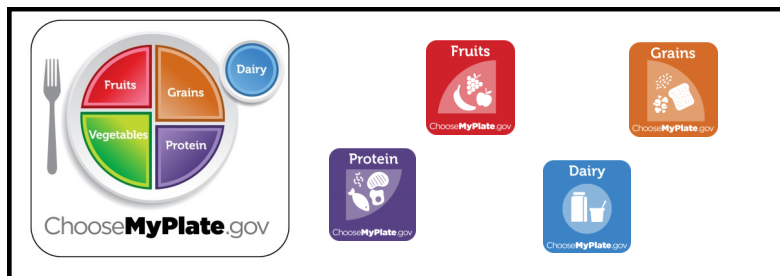 Fruits
Grains
Dairy
Vegetables
Protein
ChooseMyPlate.gov
Fruits
ChooseMyPlate.gov
Grains
ChooseMyPlate.gov
Protein
ChooseMyPlate.gov
Dairy
ChooseMyPlate.gov